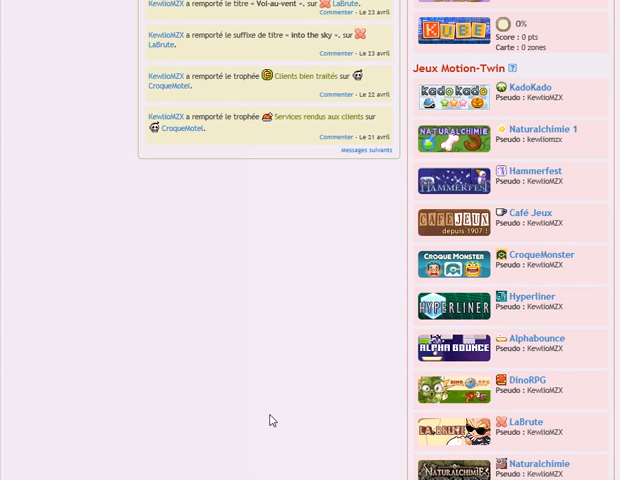 KewlioMZX a remporté le titre « Vol-au-vent ». sur LaBrute.
Commenter - Le 23 avril
KewlioMZX a remporté le suffixe de titre « into the sky ». sur
LaBrute.
Commenter - Le 23 avril
KewlioMZX a remporté le trophée Clients bien traités sur
CroqueMotel.
Commenter - Le 22 avril
KewlioMZX a remporté le trophée Services rendus aux clients sur
CroqueMotel.
Commenter - Le 21 avril
Messages suivants
KUBE
0%
Score : 0 pts
Carte : 0 zones
Jeux Motion-Twin [?]
kadokado
KadoKado
Pseudo : KewlioMZX
NATURALCHIMIE
Naturalchimie 1
Pseudo : kewliomzx
HAMMERFEST
Hammerfest
Pseudo : KewlioMZX
CAFÉJEUX
depuis 1907 !
Café Jeux
Pseudo : KewlioMZX
CROQUE MONSTER
CroqueMonster
Pseudo : KewlioMZX
HYPERLINER
Hyperliner
Pseudo : KewlioMZX
ALPHA BOUNCE
Alphabounce
Pseudo : KewlioMZX
DINO RPG
DinoRPG
Pseudo : KewlioMZX
LA BRUTE
LaBrute
Pseudo : KewlioMZX
NATURALCHIMIE
Naturalchimie
Pseudo : KewlioMZX